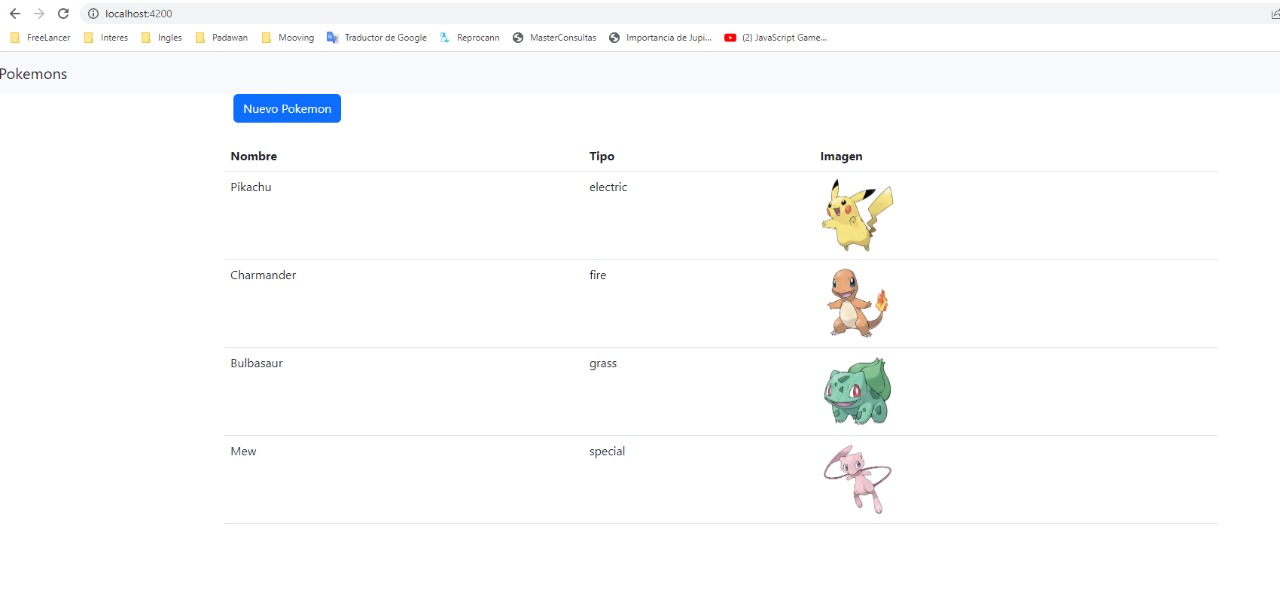 localhost:4200
FreeLancer Interes Ingles Padawan Mooving Traductor de Google Reprocann MasterConsultas Importancia de Jupi... (2) JavaScript Game...
Pokemons
Nuevo Pokemon
Nombre Tipo Imagen
Pikachu electric
Charmander fire
Bulbasaur grass
Mew special